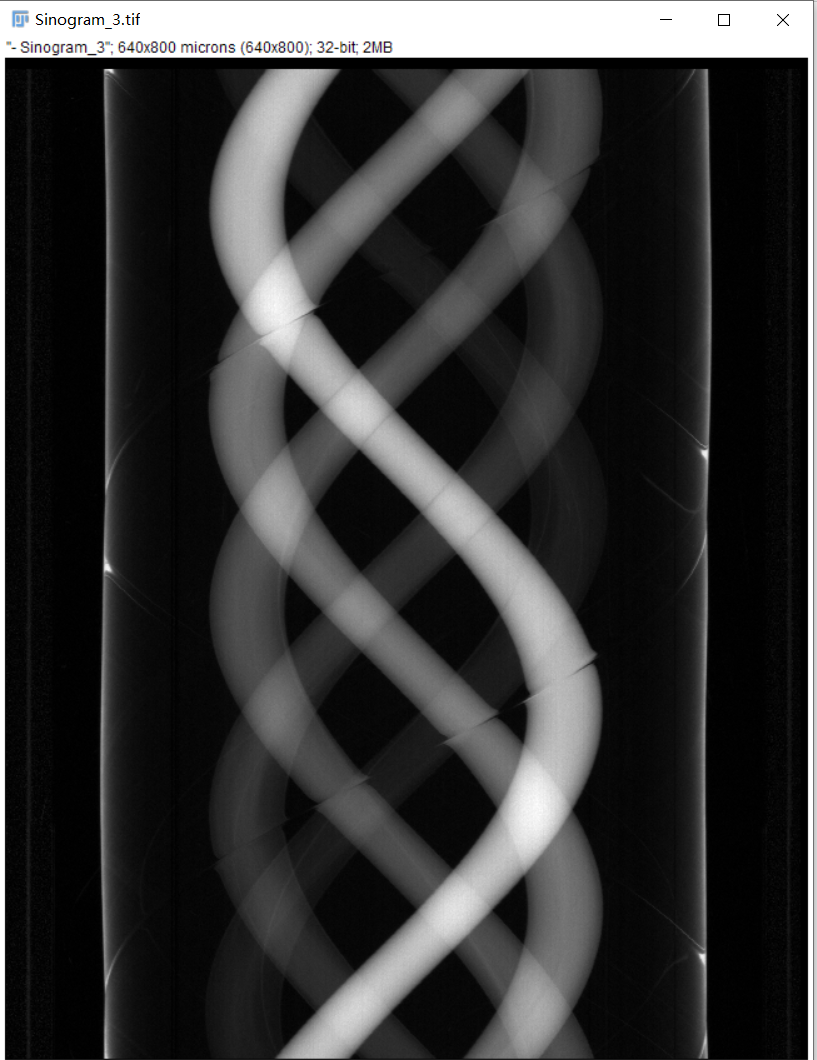 Sinogram_3.tif
"- Sinogram_3"; 640x800 microns (640x800); 32-bit; 2MB